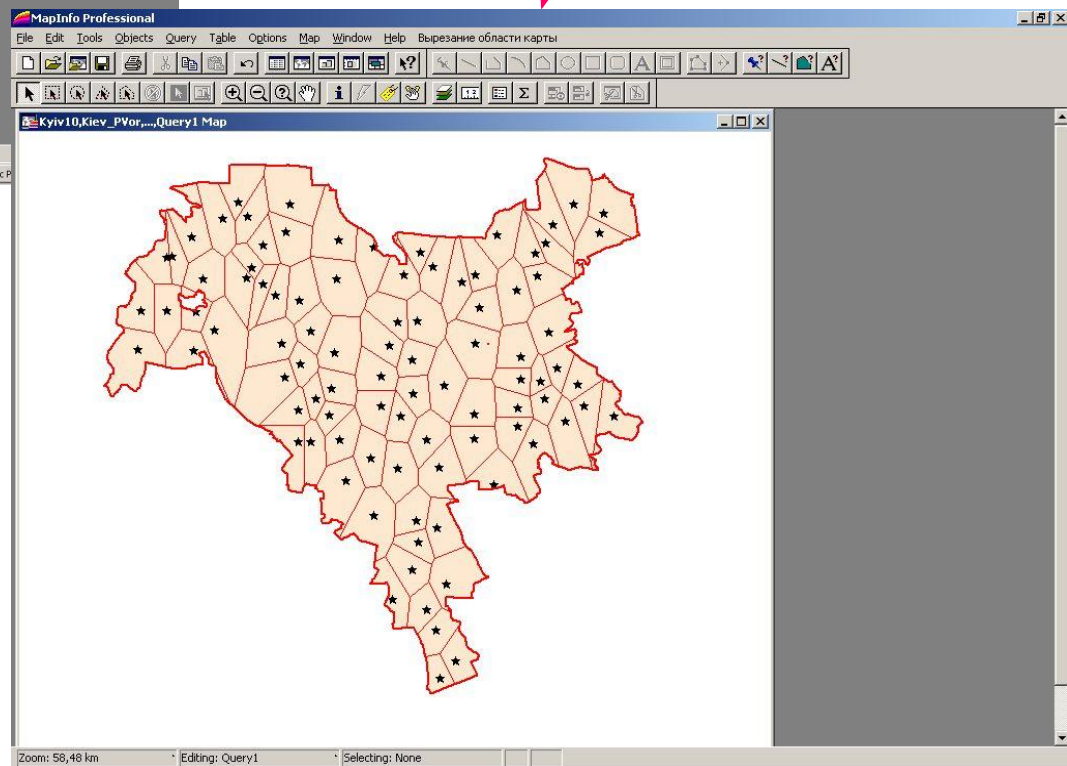 MapInfo Professional
File Edit Tools Objects Query Table Options Map Window Help Вырезание области карты
Kyiv10,Kiev_PVor,...,Query1 Map
с Р
Zoom: 58,48 km Editing: Query1 Selecting: None